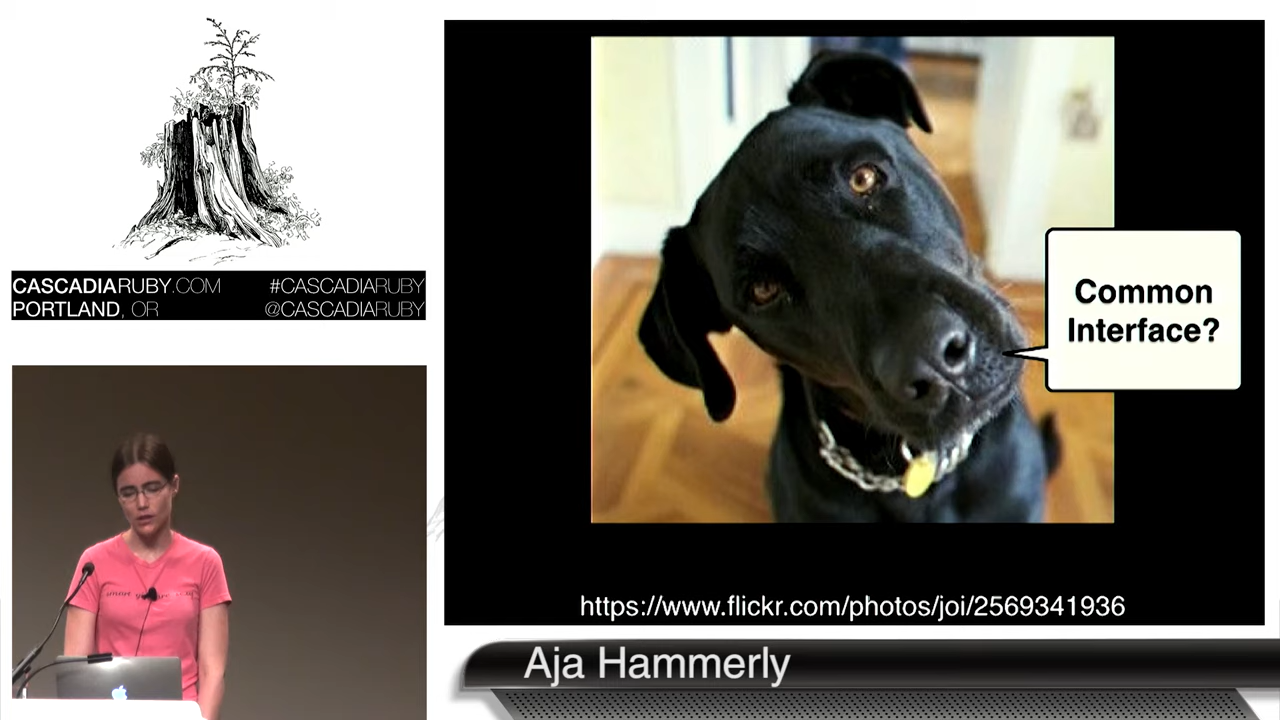 CASCADIARUBY.COM #CASCADIARUBY
PORTLAND, OR @CASCADIARUBY
Common
Interface?
https://www.flickr.com/photos/joi/2569341936
Aja Hammerly